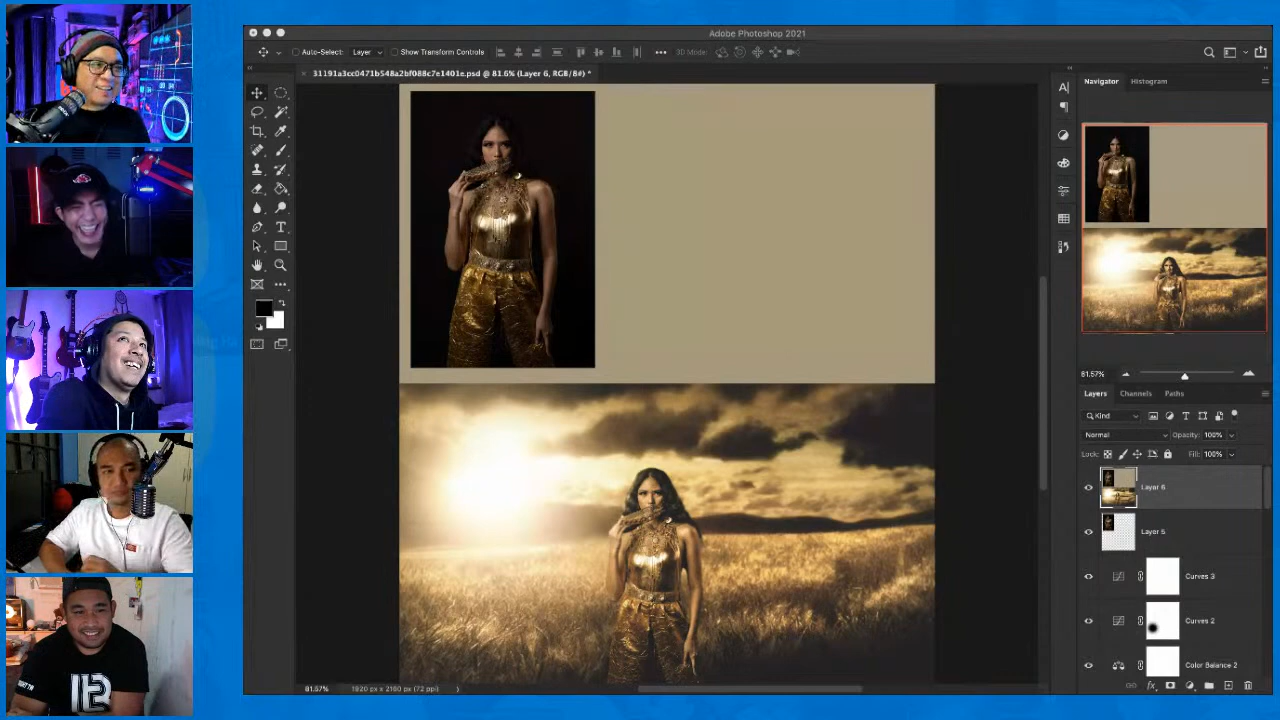 Adobe Photoshop 2021
Auto-Select: Layer Show Transform Controls 3D Mode:
31191a3cc0471b548a2bf088c7e1401e.psd @ 81.6% (Layer 6, RGB/8#) *
Navigator Histogram
81.57%
Layers Channels Paths
Kind
Normal Opacity: 100%
Lock: Fill: 100%
Layer 6
Layer 5
Curves 3
Curves 2
Color Balance 2
fx
81.57% 1920 px x 2160 px (72 ppi)